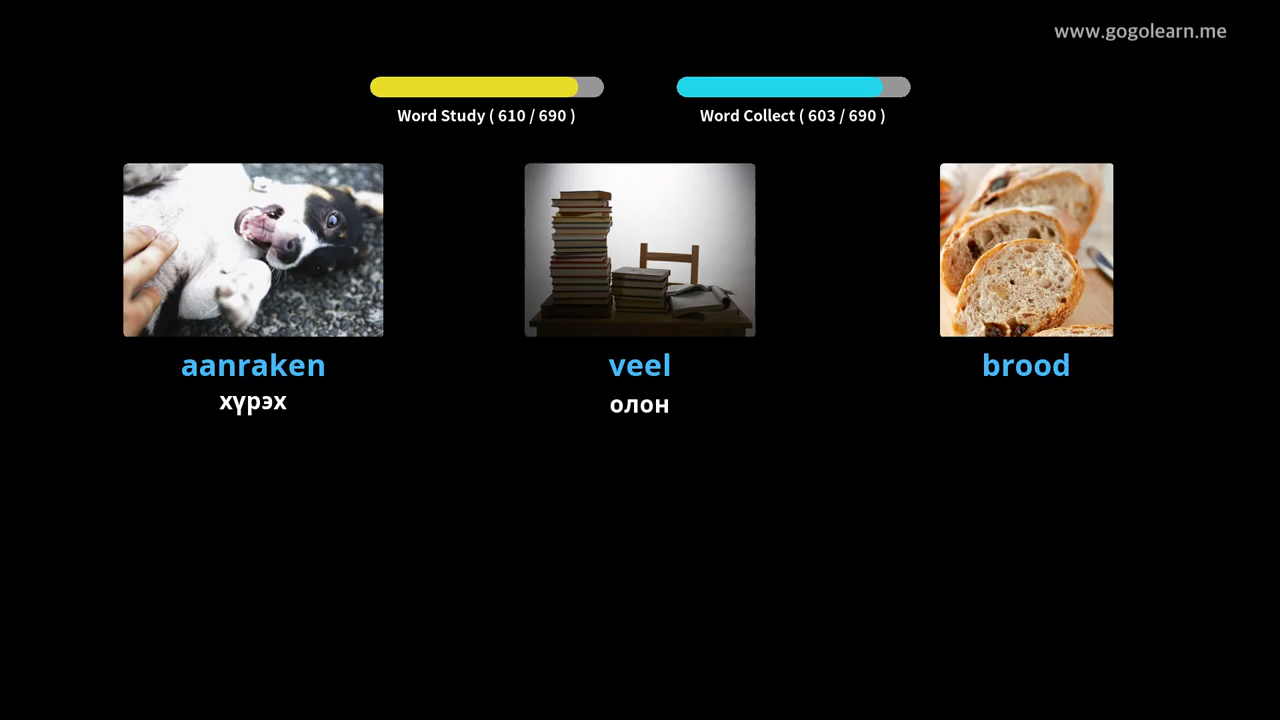 www.gogolearn.me
Word Study ( 610 / 690 )
Word Collect ( 603 / 690 )
aanraken
хүрэх
veel
олон
brood